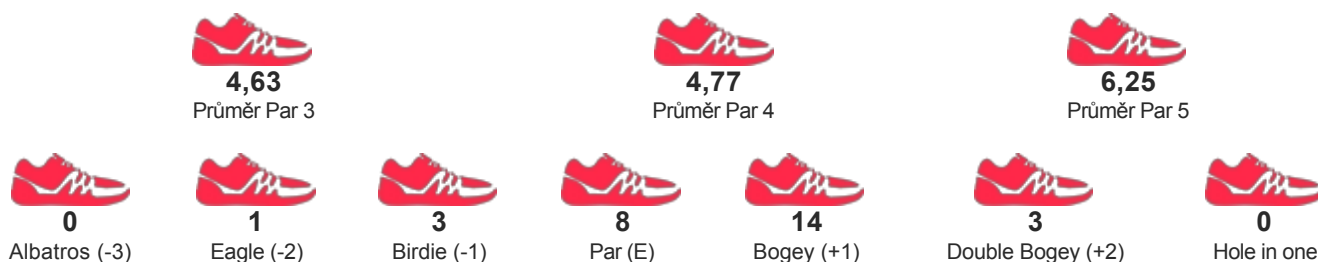 4,63 4,77 6,25
Průměr Par 3 Průměr Par 4 Průměr Par 5
0 1 3 8 14 3 0
Albatros (-3) Eagle (-2) Birdie (-1) Par (E) Bogey (+1) Double Bogey (+2) Hole in one